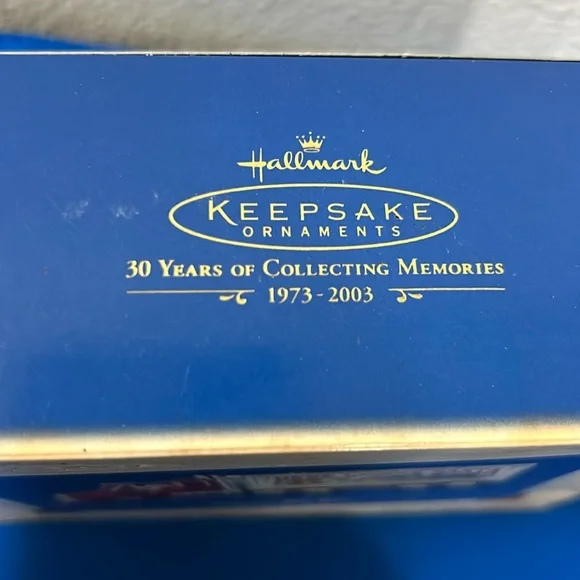 Hallmark
KEEPSAKE
ORNAMENTS
30 YEARS OF COLLECTING MEMORIES
1973-2003